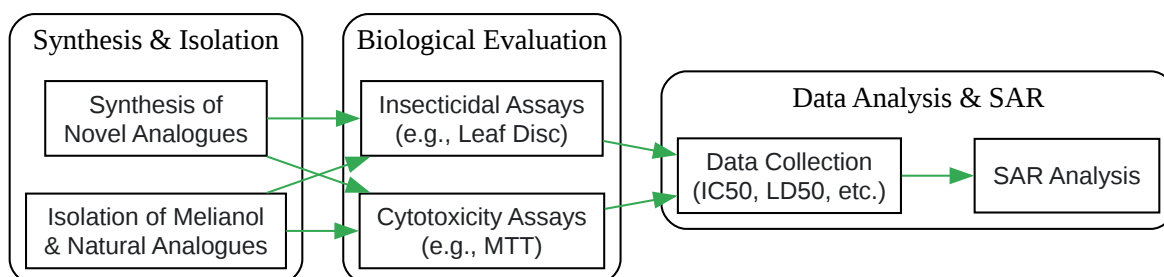 Synthesis & Isolation
Synthesis of
Novel Analogues
Isolation of Melianol
& Natural Analogues
Biological Evaluation
Insecticidal Assays
(e.g., Leaf Disc)
Cytotoxicity Assays
(e.g., MTT)
Data Analysis & SAR
Data Collection
(IC50, LD50, etc.)
SAR Analysis